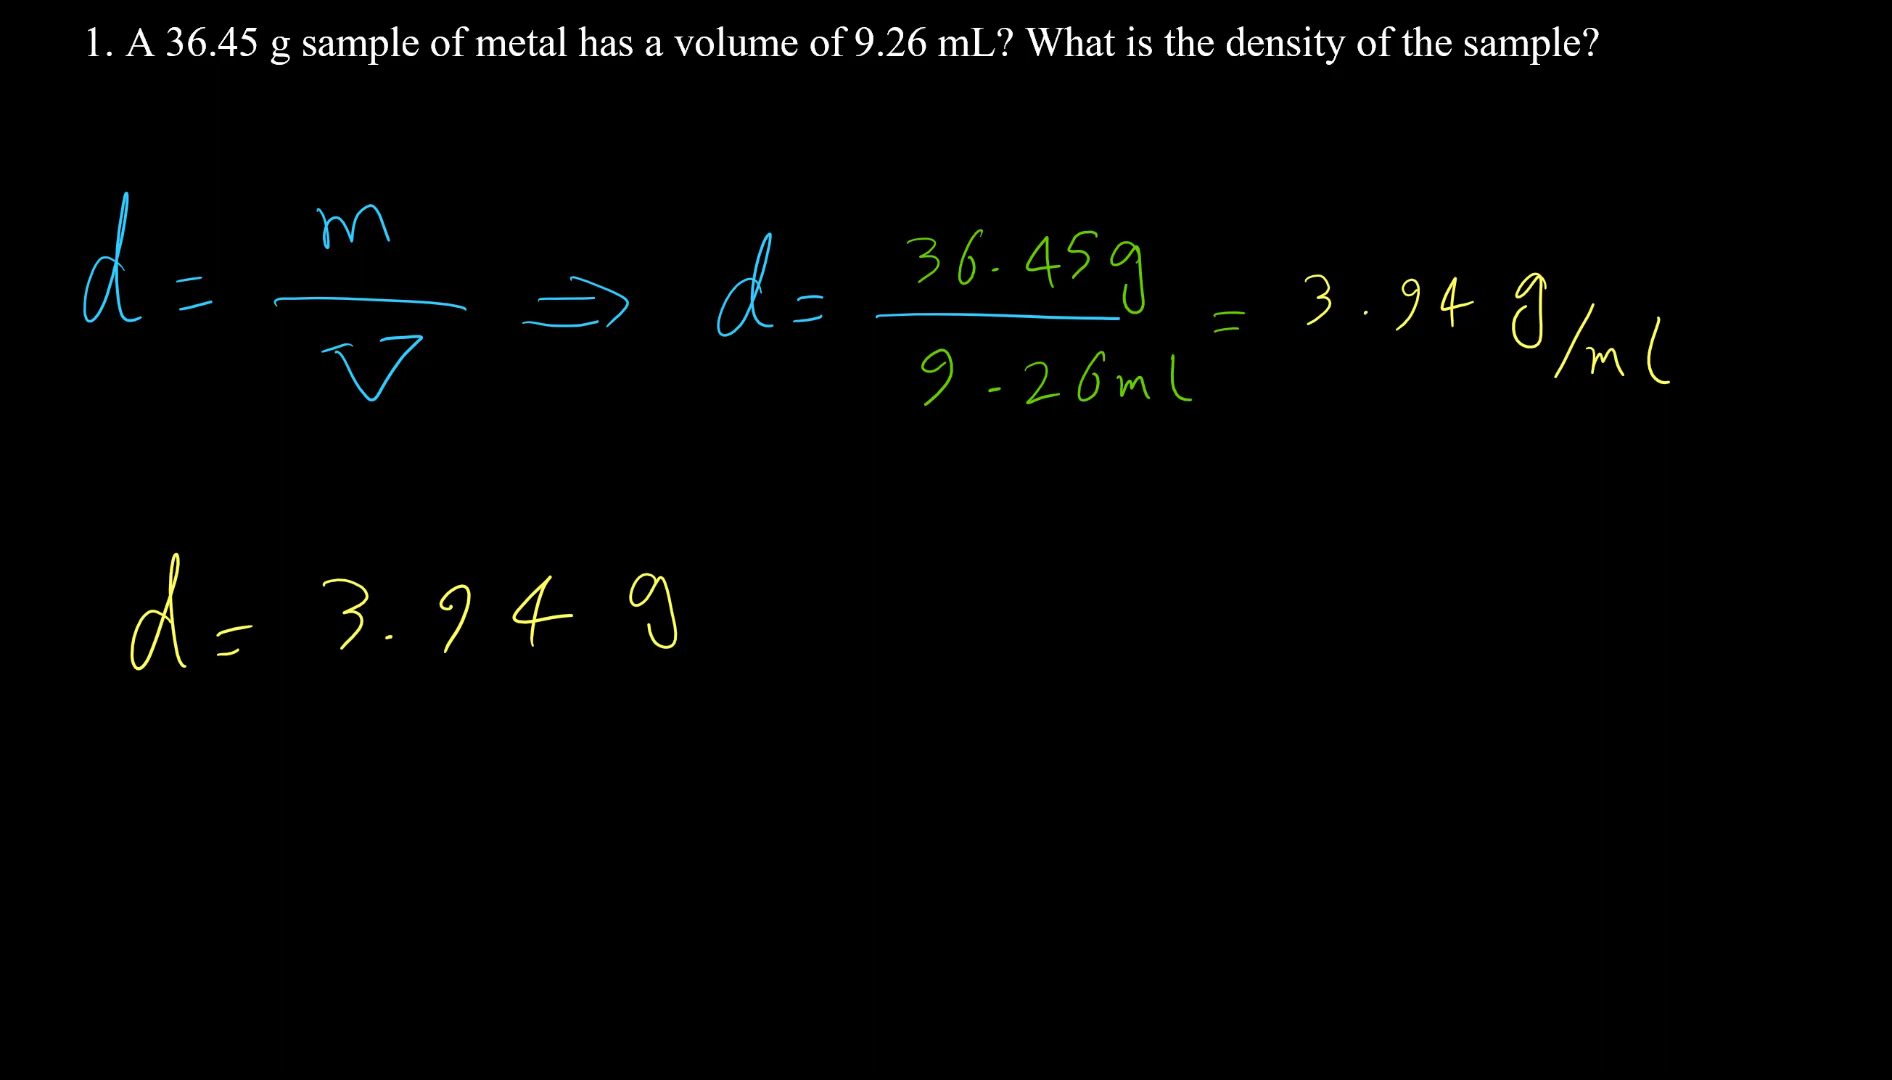 1. A 36.45 g sample of metal has a volume of 9.26 mL? What is the density of the sample?
d = m / V ⇒ d = 36.45g / 9.26ml = 3.94 g/ml
d = 3.94 g